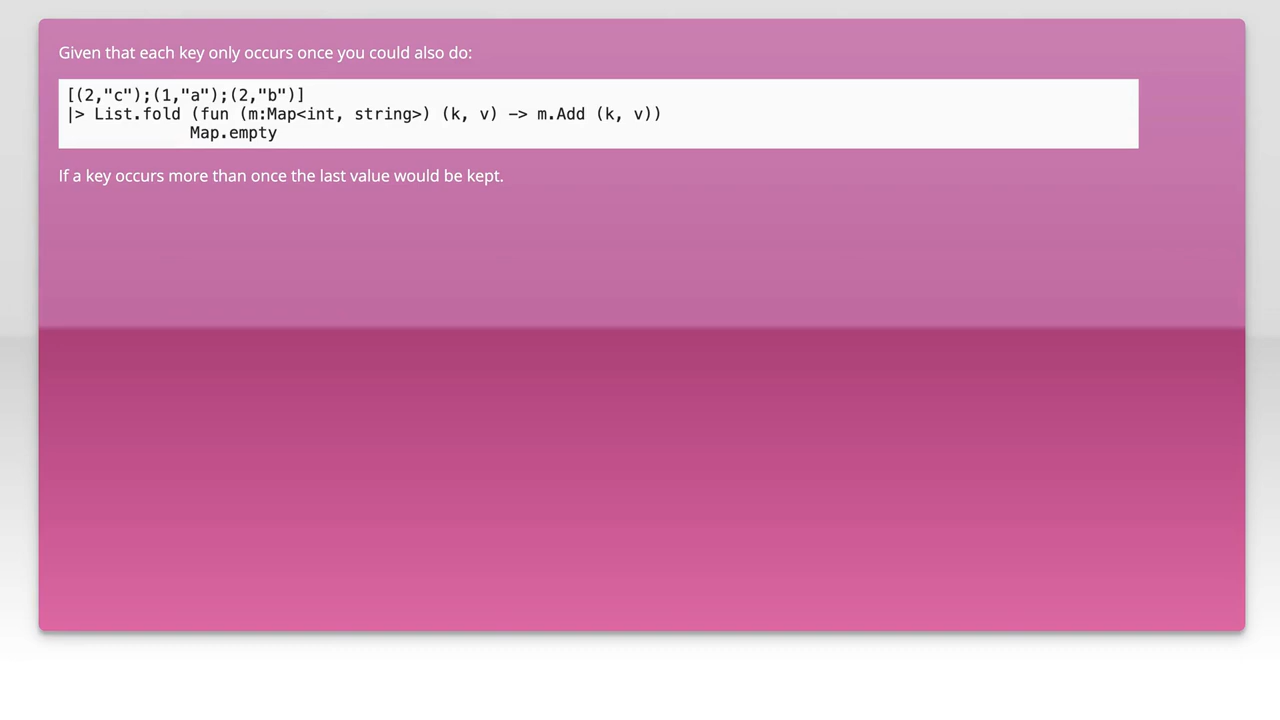 Given that each key only occurs once you could also do:
[(2,"c");(1,"a");(2,"b")]
|> List.fold (fun (m:Map<int, string>) (k, v) -> m.Add (k, v))
             Map.empty
If a key occurs more than once the last value would be kept.